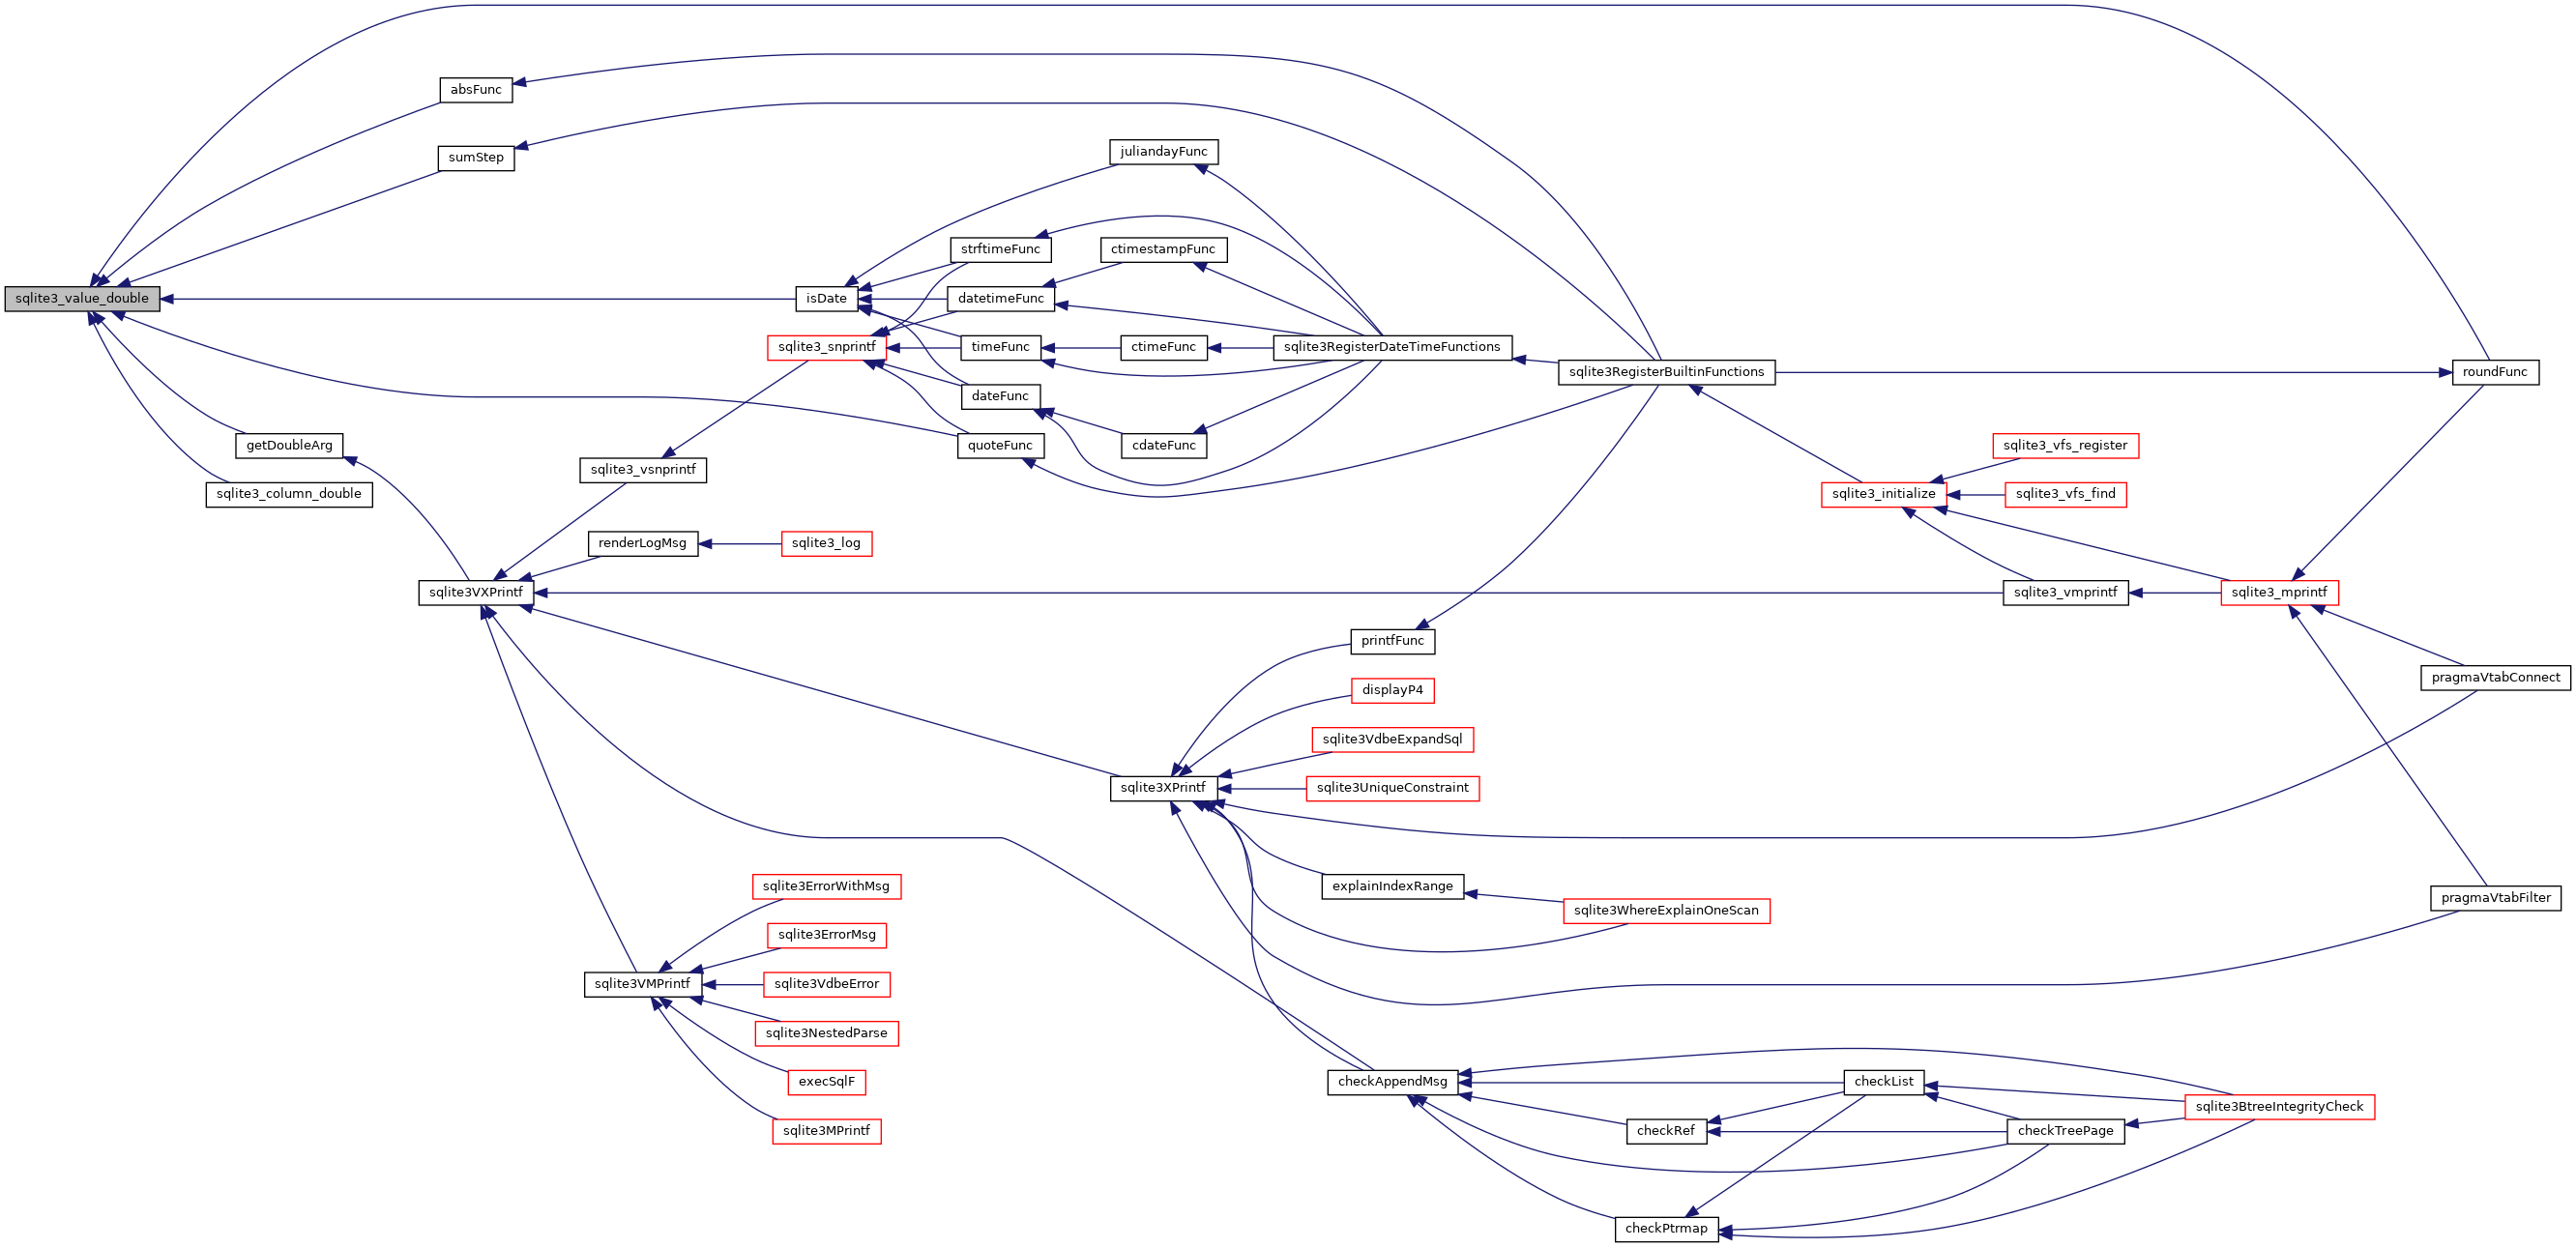 absFunc
sumStep
juliandayFunc
strftimeFunc
ctimestampFunc
sqlite3_value_double
isDate
datetimeFunc
sqlite3_snprintf
timeFunc
ctimeFunc
sqlite3RegisterDateTimeFunctions
sqlite3RegisterBuiltinFunctions
roundFunc
dateFunc
getDoubleArg
quoteFunc
cdateFunc
sqlite3_vfs_register
sqlite3_vsnprintf
sqlite3_column_double
sqlite3_initialize
sqlite3_vfs_find
renderLogMsg
sqlite3_log
sqlite3VXPrintf
sqlite3_vmprintf
sqlite3_mprintf
printfFunc
pragmaVtabConnect
displayP4
sqlite3VdbeExpandSql
sqlite3XPrintf
sqlite3UniqueConstraint
sqlite3ErrorWithMsg
explainIndexRange
pragmaVtabFilter
sqlite3WhereExplainOneScan
sqlite3ErrorMsg
sqlite3VMPrintf
sqlite3VdbeError
sqlite3NestedParse
execSqlF
checkAppendMsg
checkList
sqlite3BtreeIntegrityCheck
sqlite3MPrintf
checkRef
checkTreePage
checkPtrmap